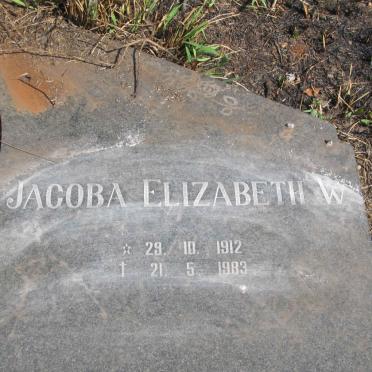 JACOBA ELIZABETH W
☆ 29. 10. 1912
† 21. 5. 1983